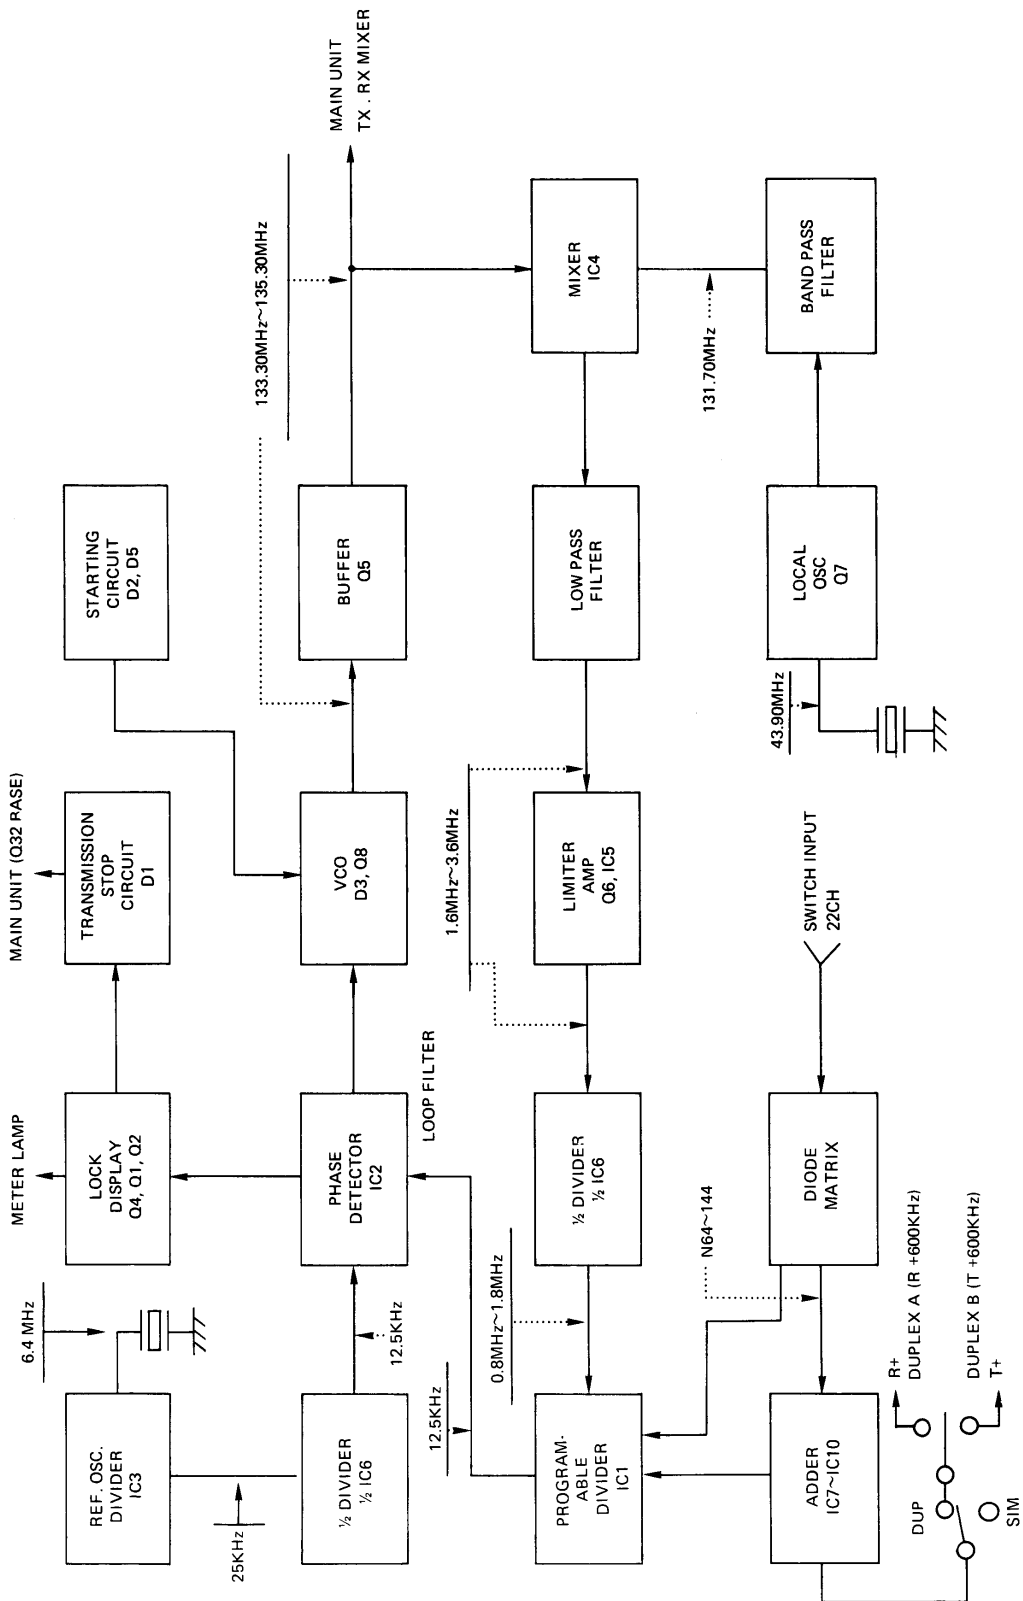 METER LAMP
MAIN UNIT (Q32 RASE)
6.4 MHz
REF. OSC.
DIVIDER
IC3
LOCK
DISPLAY
Q4, Q1, Q2
TRANSMISSION
STOP
CIRCUIT
D1
STARTING
CIRCUIT
D2, D5
25KHz
12.5KHz
133.30MHz~135.30MHz
MAIN UNIT
TX . RX MIXER
½ DIVIDER
½ IC6
PHASE
DETECTOR
IC2
VCO
D3, Q8
BUFFER
Q5
LOOP FILTER
12.5KHz
0.8MHz~1.8MHz
1.6MHz~3.6MHz
PROGRAM-
ABLE
DIVIDER
IC1
½ DIVIDER
½ IC6
LIMITER
AMP
Q6, IC5
LOW PASS
FILTER
MIXER
IC4
N64~144
43.90MHz
131.70MHz
ADDER
IC7~IC10
DIODE
MATRIX
SWITCH INPUT
22CH
LOCAL
OSC
Q7
BAND PASS
FILTER
R+
DUPLEX A (R +600KHz)
DUP
DUPLEX B (T +600KHz)
T+
SIM